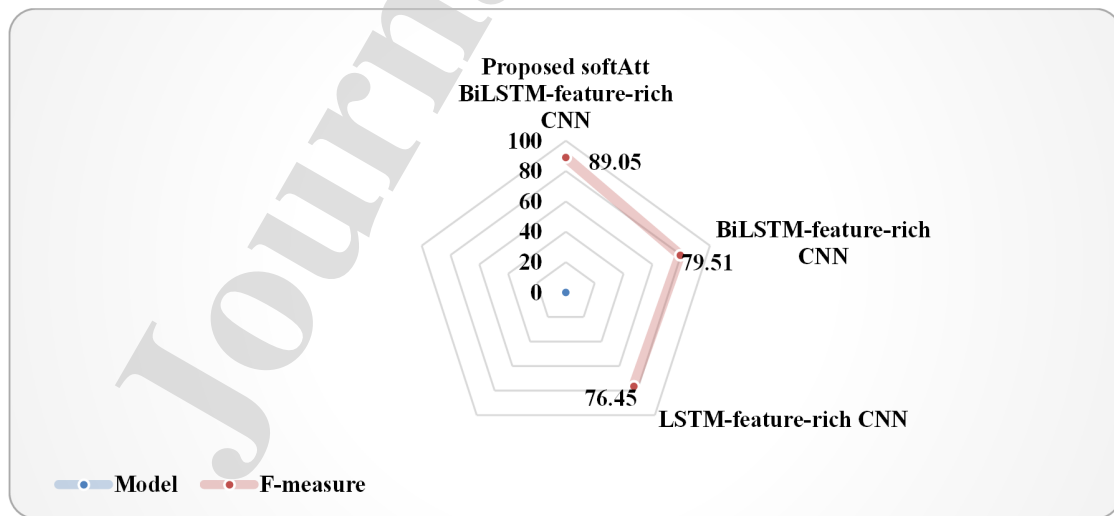 Proposed softAtt
BiLSTM-feature-rich
CNN
100
80
60
40
20
0
89.05
BiLSTM-feature-rich
CNN
79.51
76.45
LSTM-feature-rich CNN
Model
F-measure